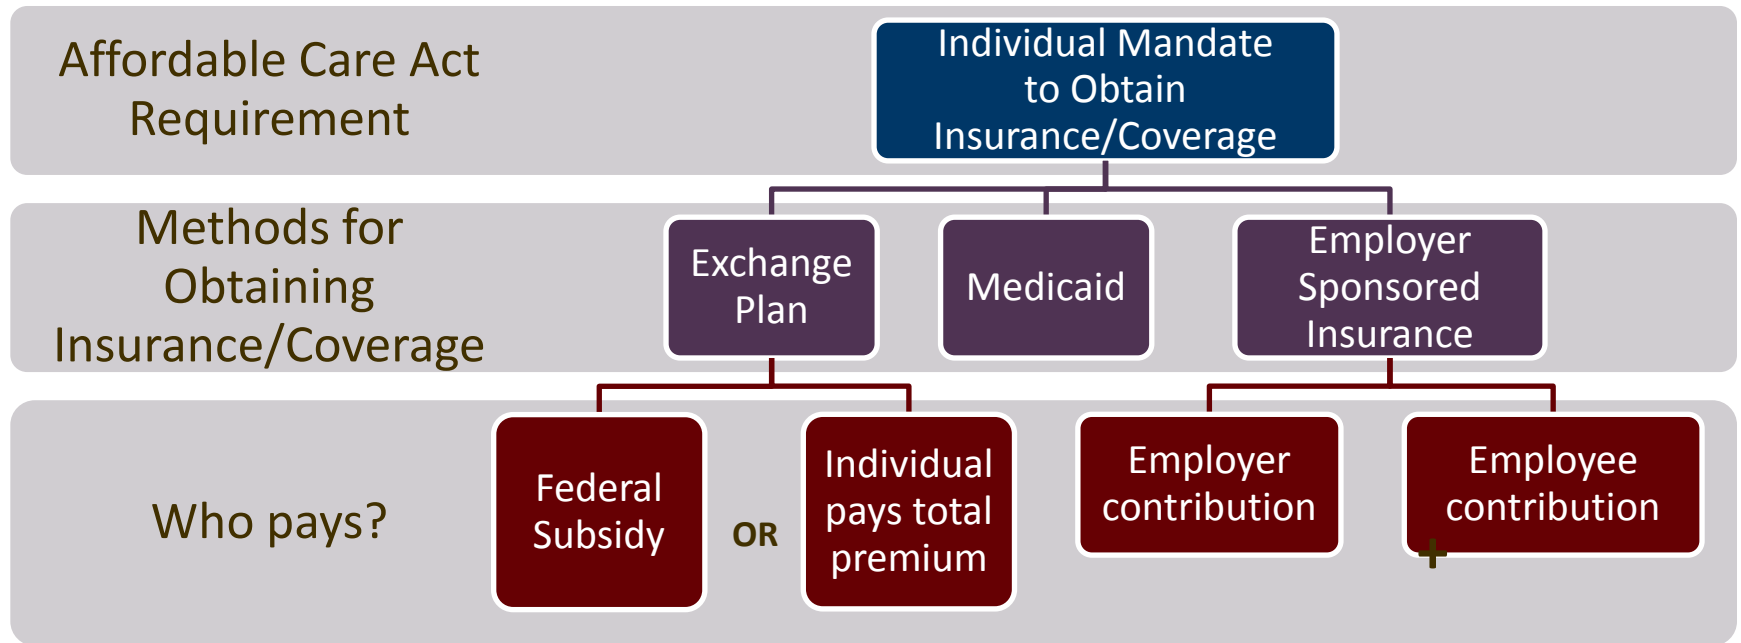 Affordable Care Act
Requirement
Individual Mandate
to Obtain
Insurance/Coverage
Methods for
Obtaining
Insurance/Coverage
Exchange
Plan
Medicaid
Employer
Sponsored
Insurance
Who pays?
Federal
Subsidy
OR
Individual
pays total
premium
Employer
contribution
+
Employee
contribution